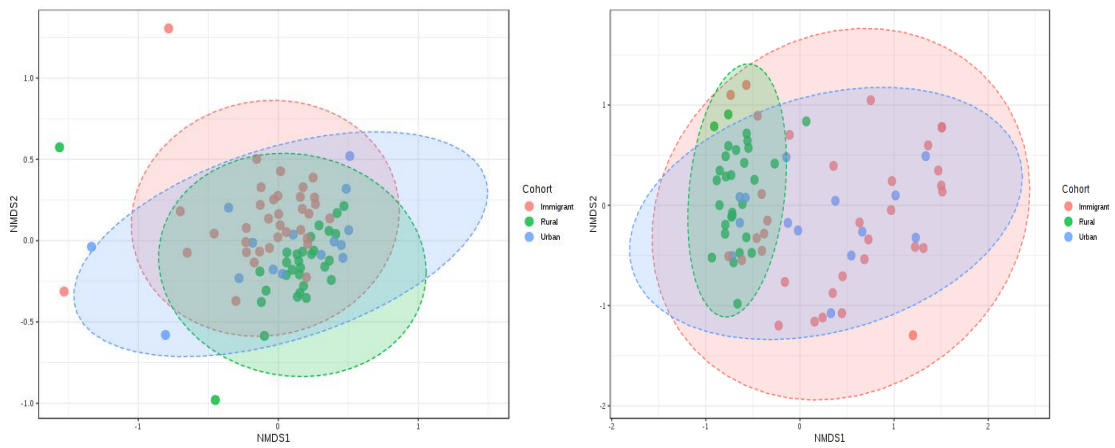 1.0
0.5
0.0
-0.5
-1.0
-1
0
1
NMDS1
NMDS2
Cohort
Immigrant
Rural
Urban
1
0
-1
-2
-2
-1
0
1
2
NMDS1
NMDS2
Cohort
Immigrant
Rural
Urban